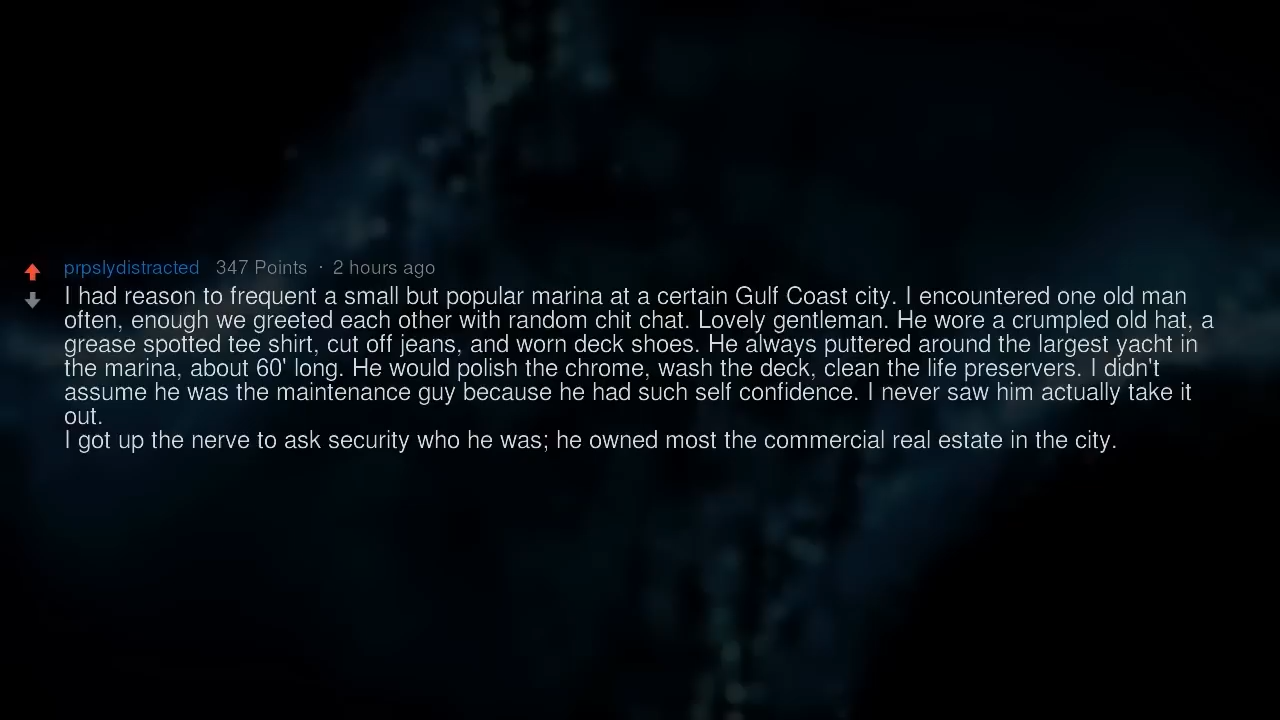 prpslydistracted 347 Points · 2 hours ago
I had reason to frequent a small but popular marina at a certain Gulf Coast city. I encountered one old man
often, enough we greeted each other with random chit chat. Lovely gentleman. He wore a crumpled old hat, a
grease spotted tee shirt, cut off jeans, and worn deck shoes. He always puttered around the largest yacht in
the marina, about 60' long. He would polish the chrome, wash the deck, clean the life preservers. I didn't
assume he was the maintenance guy because he had such self confidence. I never saw him actually take it
out.
I got up the nerve to ask security who he was; he owned most the commercial real estate in the city.